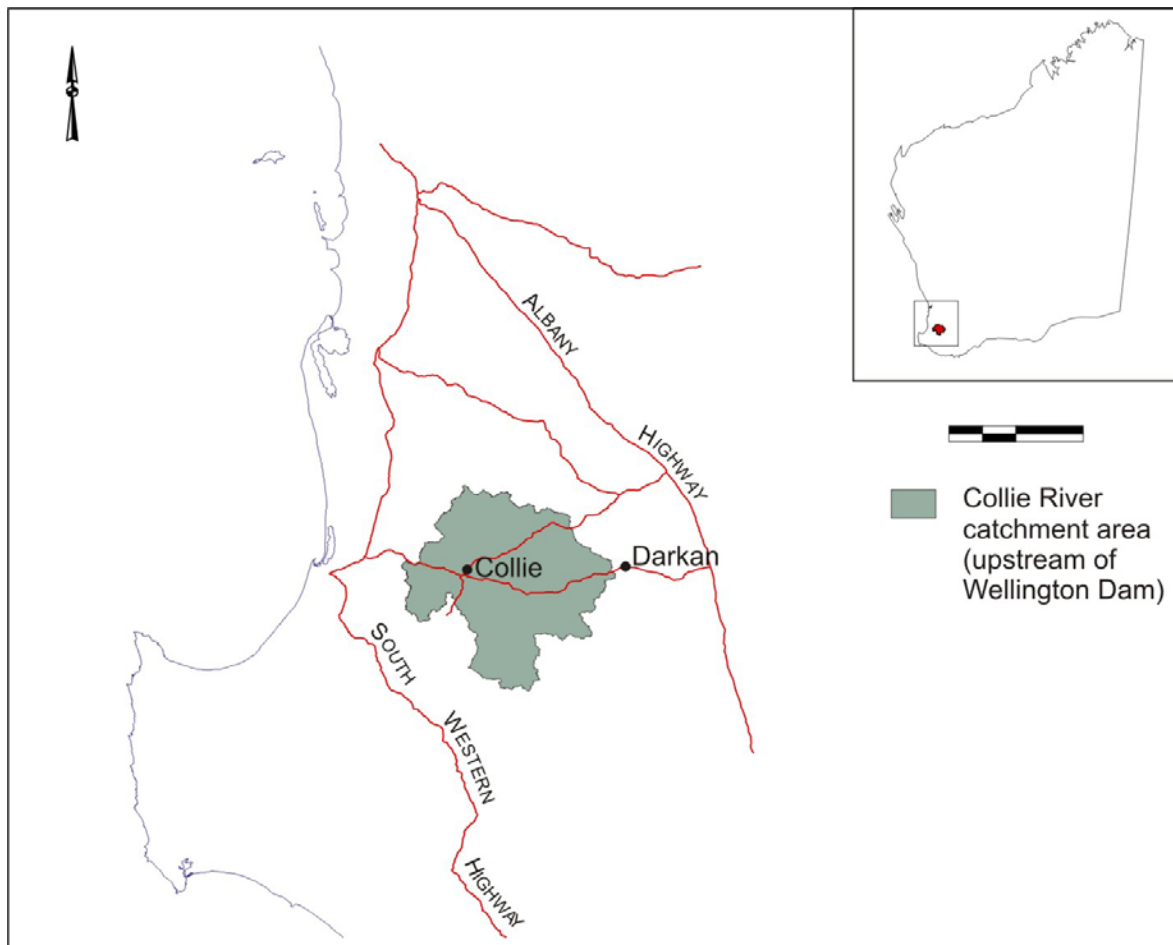 ALBANY
HIGHWAY
Collie
Darkan
SOUTH
WESTERN
HIGHWAY
Collie River
catchment area
(upstream of
Wellington Dam)